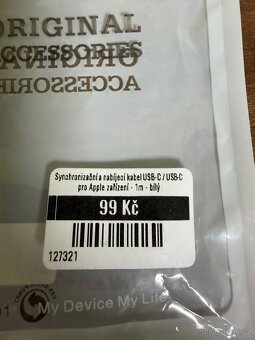 ORIGINAL
ACCESSORIES
ORIGINAL
ACCESSORIES
Synchronizační a nabíjecí kabel USB-C / USB-C
pro Apple zařízení - 1m - bílý
99 Kč
127321
My Device My Life